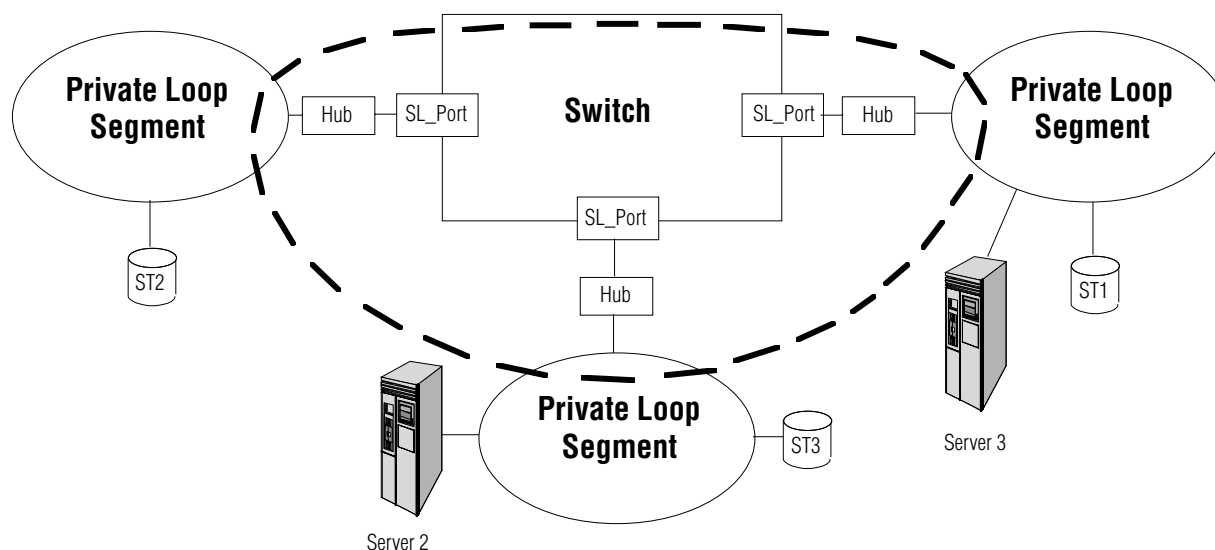 Private Loop
Segment
Hub
SL_Port
Switch
SL_Port
Hub
Private Loop
Segment
SL_Port
ST2
Hub
ST1
Private Loop
Segment
ST3
Server 3
Server 2